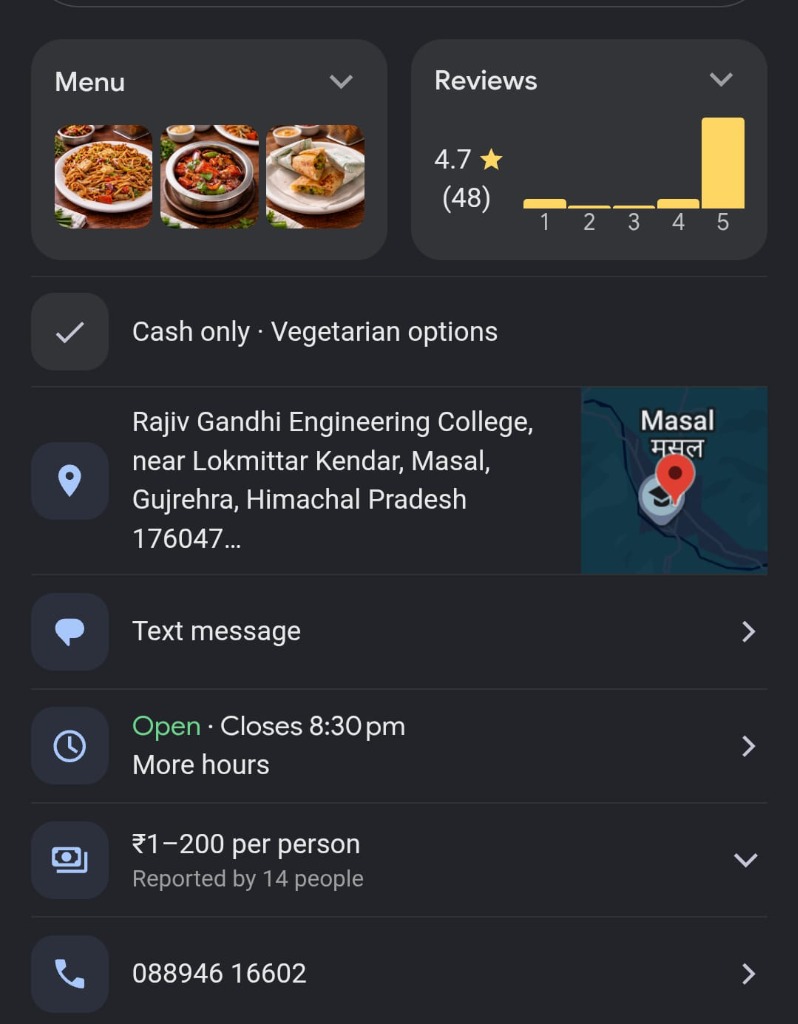 Menu
Reviews
4.7
(48)
1 2 3 4 5
Cash only · Vegetarian options
Rajiv Gandhi Engineering College,
near Lokmittar Kendar, Masal,
Gujrehra, Himachal Pradesh
176047…
Masal
मसल
Text message
Open · Closes 8:30 pm
More hours
₹1–200 per person
Reported by 14 people
088946 16602